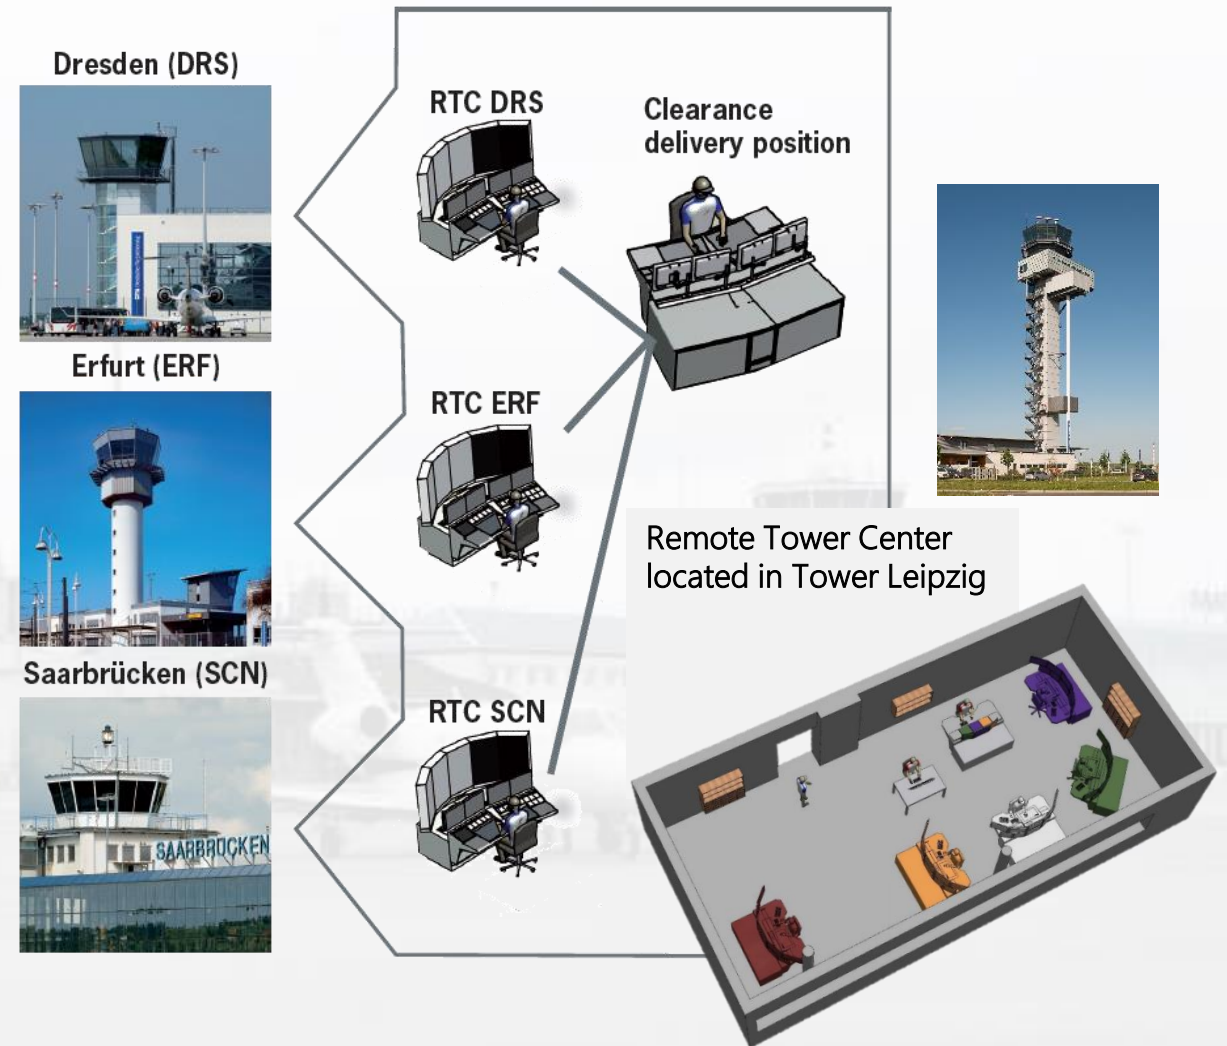 Dresden (DRS)
RTC DRS
Clearance
delivery position
Erfurt (ERF)
RTC ERF
Remote Tower Center
located in Tower Leipzig
Saarbrücken (SCN)
RTC SCN
SAARBRÜCKEN